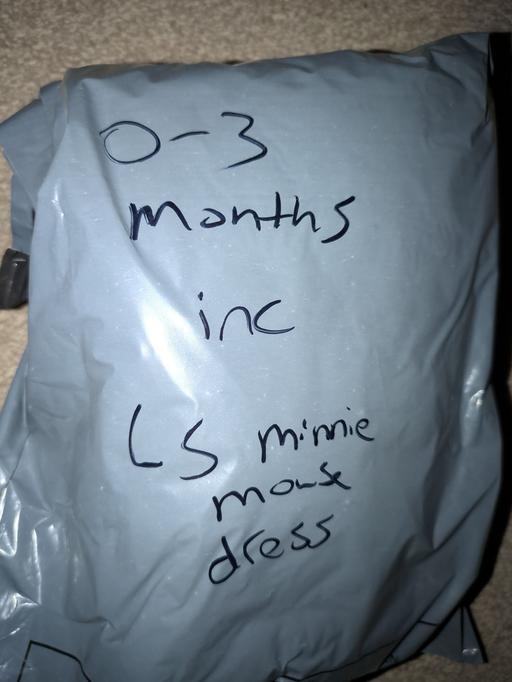 0-3
months
inc
LS minnie
mouse
dress